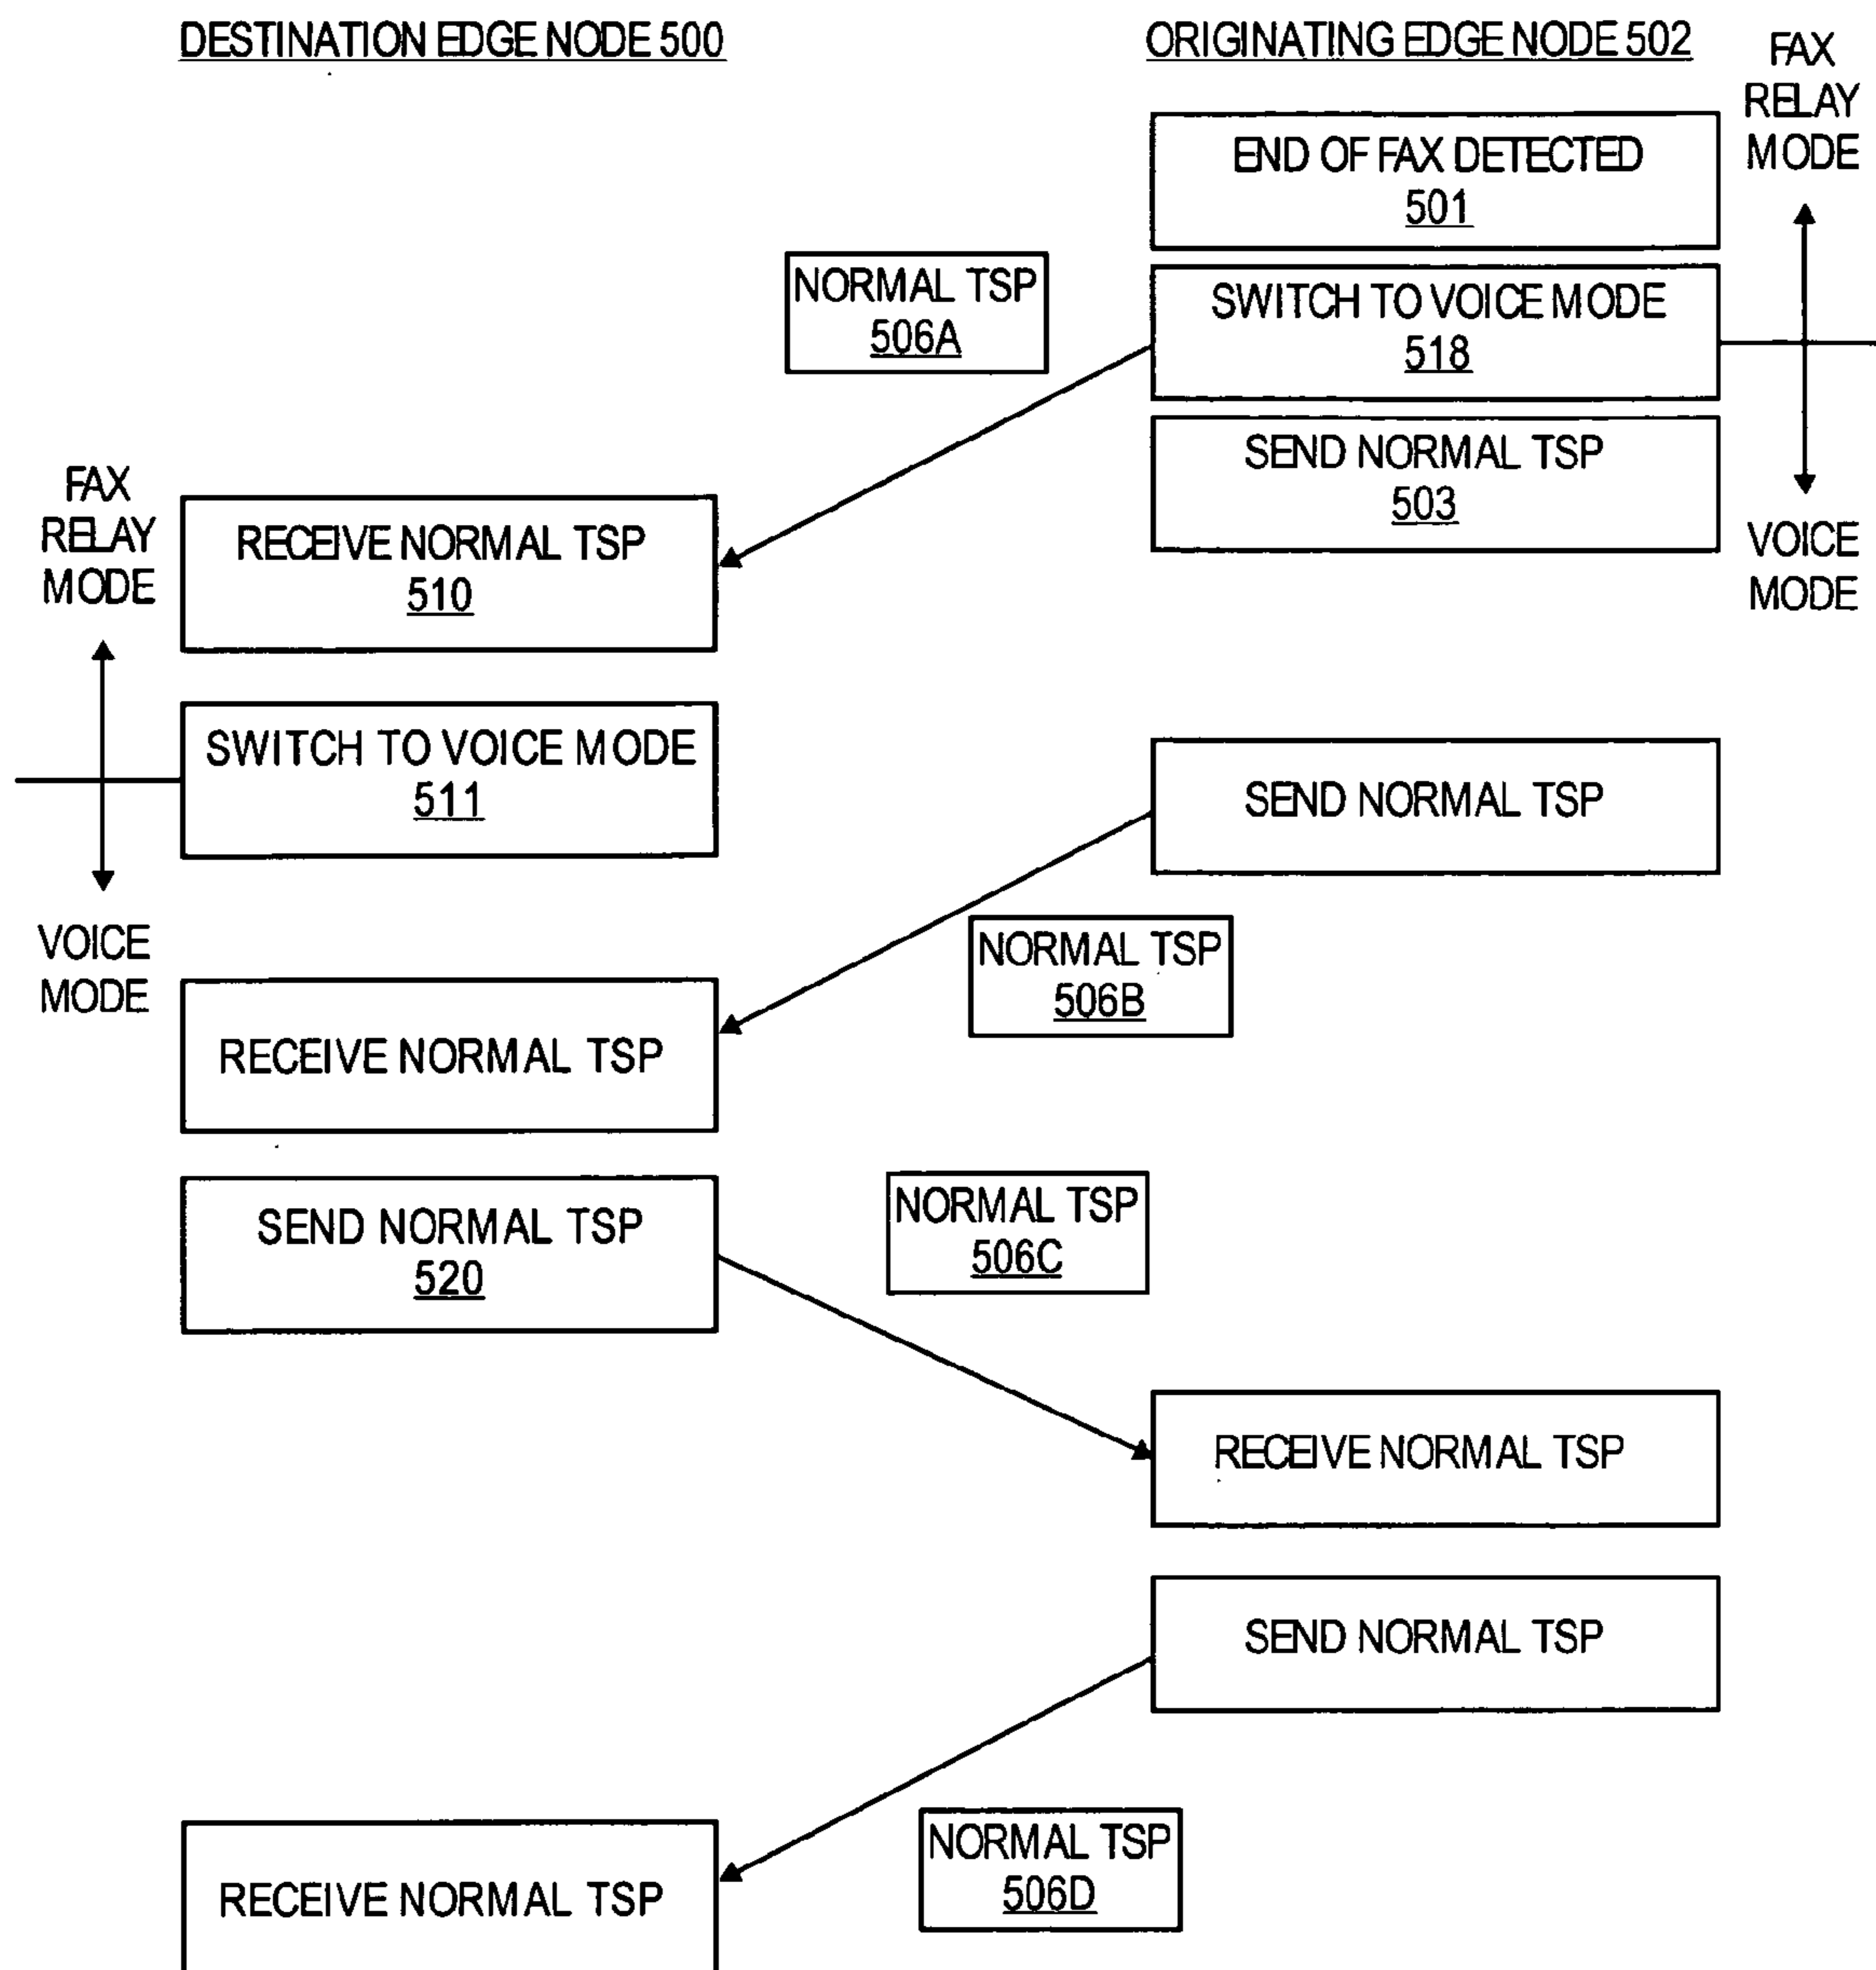 DESTINATION EDGE NODE 500
ORIGINATING EDGE NODE 502
FAX
RELAY
MODE
END OF FAX DETECTED
501
NORMAL TSP
506A
SWITCH TO VOICE MODE
518
SEND NORMAL TSP
503
VOICE
MODE
FAX
RELAY
MODE
RECEIVE NORMAL TSP
510
SWITCH TO VOICE MODE
511
SEND NORMAL TSP
VOICE
MODE
NORMAL TSP
506B
RECEIVE NORMAL TSP
SEND NORMAL TSP
520
NORMAL TSP
506C
RECEIVE NORMAL TSP
SEND NORMAL TSP
NORMAL TSP
506D
RECEIVE NORMAL TSP